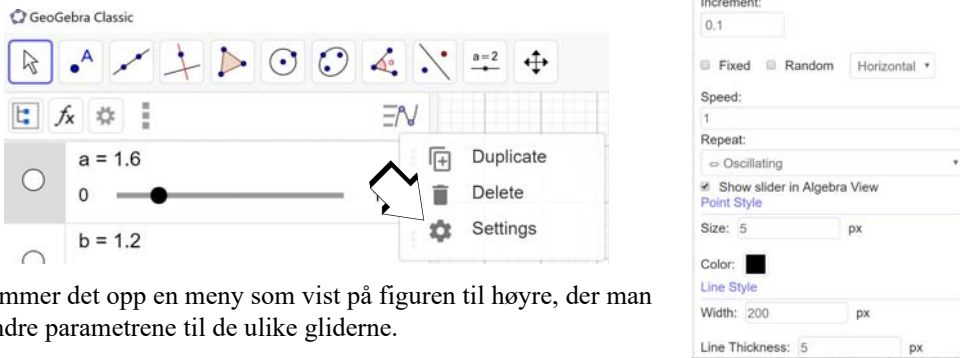 GeoGebra Classic
A
a=2
fx
a = 1.6
0
b = 1.2
Duplicate
Delete
Settings
mmer det opp en meny som vist på figuren til høyre, der man
ndre parametrene til de ulike gliderne.
Increment:
0.1
Fixed Random Horizontal
Speed:
1
Repeat:
⇔ Oscillating
Show slider in Algebra View
Point Style
Size: 5 px
Color:
Line Style
Width: 200 px
Line Thickness: 5 px